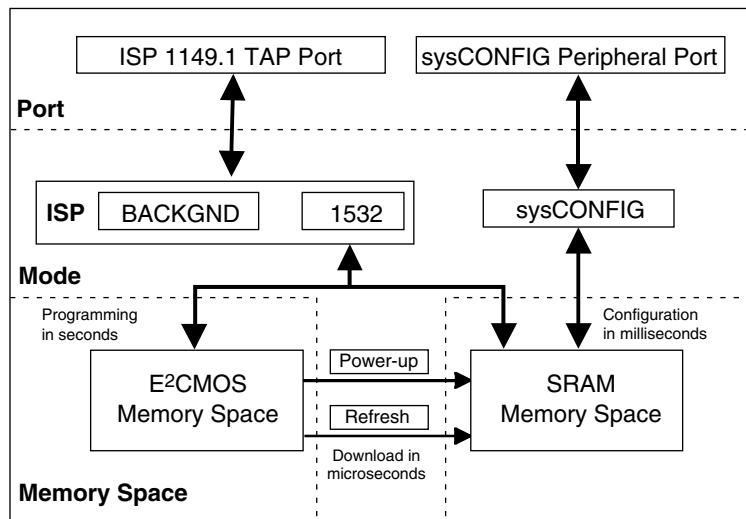 ISP 1149.1 TAP Port
sysCONFIG Peripheral Port
Port
ISP
BACKGND
1532
sysCONFIG
Mode
Programming
in seconds
Configuration
in milliseconds
E²CMOS
Memory Space
Power-up
Refresh
Download in
microseconds
SRAM
Memory Space
Memory Space